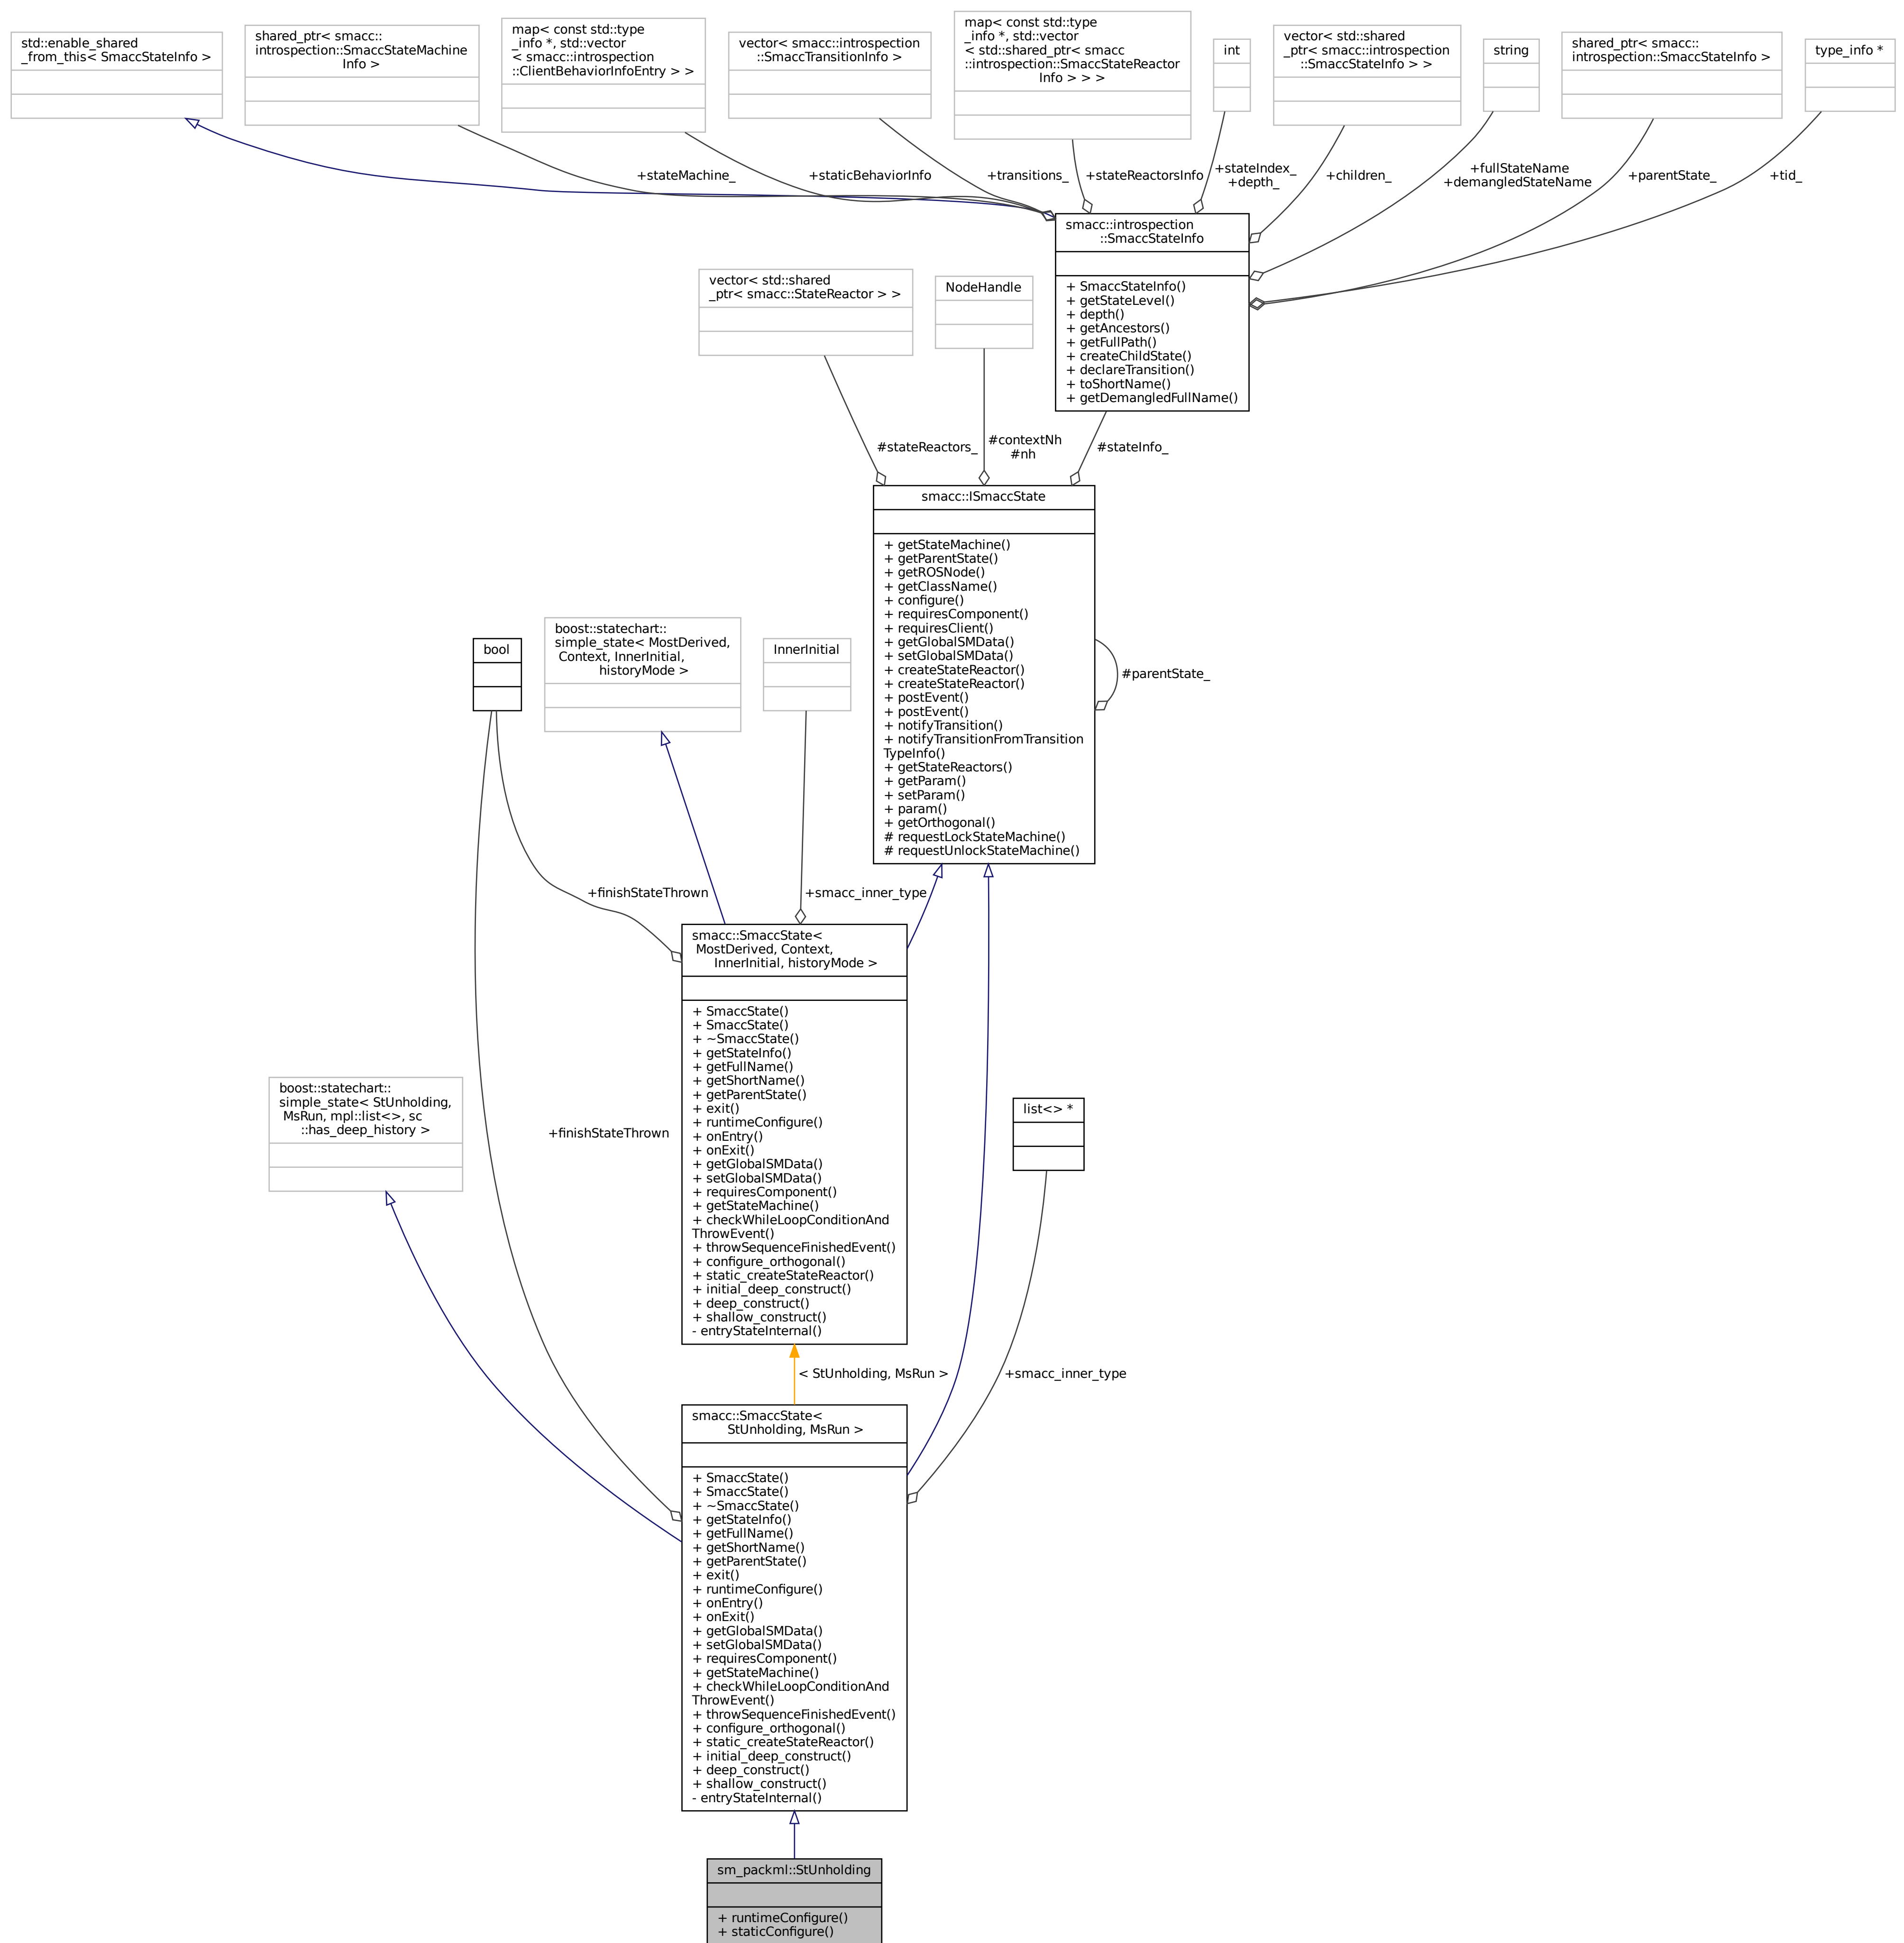 std::enable_shared
_from_this< SmaccStateInfo >
shared_ptr< smacc::
introspection::SmaccStateMachine
Info >
map< const std::type
_info *, std::vector
< smacc::introspection
::ClientBehaviorInfoEntry > >
vector< smacc::introspection
::SmaccTransitionInfo >
map< const std::type
_info *, std::vector
< std::shared_ptr< smacc
::introspection::SmaccStateReactor
Info > > >
int
vector< std::shared
_ptr< smacc::introspection
::SmaccStateInfo > >
string
shared_ptr< smacc::
introspection::SmaccStateInfo >
type_info *
+stateMachine_
+staticBehaviorInfo
+transitions_
+stateReactorsInfo
+stateIndex_
+depth_
+children_
+fullStateName
+demangledStateName
+parentState_
+tid_
smacc::introspection
::SmaccStateInfo
+ SmaccStateInfo()
+ getStateLevel()
+ depth()
+ getAncestors()
+ getFullPath()
+ createChildState()
+ declareTransition()
+ toShortName()
+ getDemangledFullName()
vector< std::shared
_ptr< smacc::StateReactor > >
NodeHandle
#stateReactors_
#contextNh
#nh
#stateInfo_
smacc::ISmaccState
+ getStateMachine()
+ getParentState()
+ getROSNode()
+ getClassName()
+ configure()
+ requiresComponent()
+ requiresClient()
+ getGlobalSMData()
+ setGlobalSMData()
+ createStateReactor()
+ createStateReactor()
+ postEvent()
+ postEvent()
+ notifyTransition()
+ notifyTransitionFromTransition
TypeInfo()
+ getStateReactors()
+ getParam()
+ setParam()
+ param()
+ getOrthogonal()
# requestLockStateMachine()
# requestUnlockStateMachine()
#parentState_
bool
boost::statechart::
simple_state< MostDerived,
Context, InnerInitial,
historyMode >
InnerInitial
+finishStateThrown
+smacc_inner_type
smacc::SmaccState<
MostDerived, Context,
InnerInitial, historyMode >
+ SmaccState()
+ SmaccState()
+ ~SmaccState()
+ getStateInfo()
+ getFullName()
+ getShortName()
+ getParentState()
+ exit()
+ runtimeConfigure()
+ onEntry()
+ onExit()
+ getGlobalSMData()
+ setGlobalSMData()
+ requiresComponent()
+ getStateMachine()
+ checkWhileLoopConditionAnd
ThrowEvent()
+ throwSequenceFinishedEvent()
+ configure_orthogonal()
+ static_createStateReactor()
+ initial_deep_construct()
+ deep_construct()
+ shallow_construct()
- entryStateInternal()
boost::statechart::
simple_state< StUnholding,
MsRun, mpl::list<>, sc
::has_deep_history >
+finishStateThrown
list<> *
< StUnholding, MsRun >
+smacc_inner_type
smacc::SmaccState<
StUnholding, MsRun >
+ SmaccState()
+ SmaccState()
+ ~SmaccState()
+ getStateInfo()
+ getFullName()
+ getShortName()
+ getParentState()
+ exit()
+ runtimeConfigure()
+ onEntry()
+ onExit()
+ getGlobalSMData()
+ setGlobalSMData()
+ requiresComponent()
+ getStateMachine()
+ checkWhileLoopConditionAnd
ThrowEvent()
+ throwSequenceFinishedEvent()
+ configure_orthogonal()
+ static_createStateReactor()
+ initial_deep_construct()
+ deep_construct()
+ shallow_construct()
- entryStateInternal()
sm_packml::StUnholding
+ runtimeConfigure()
+ staticConfigure()